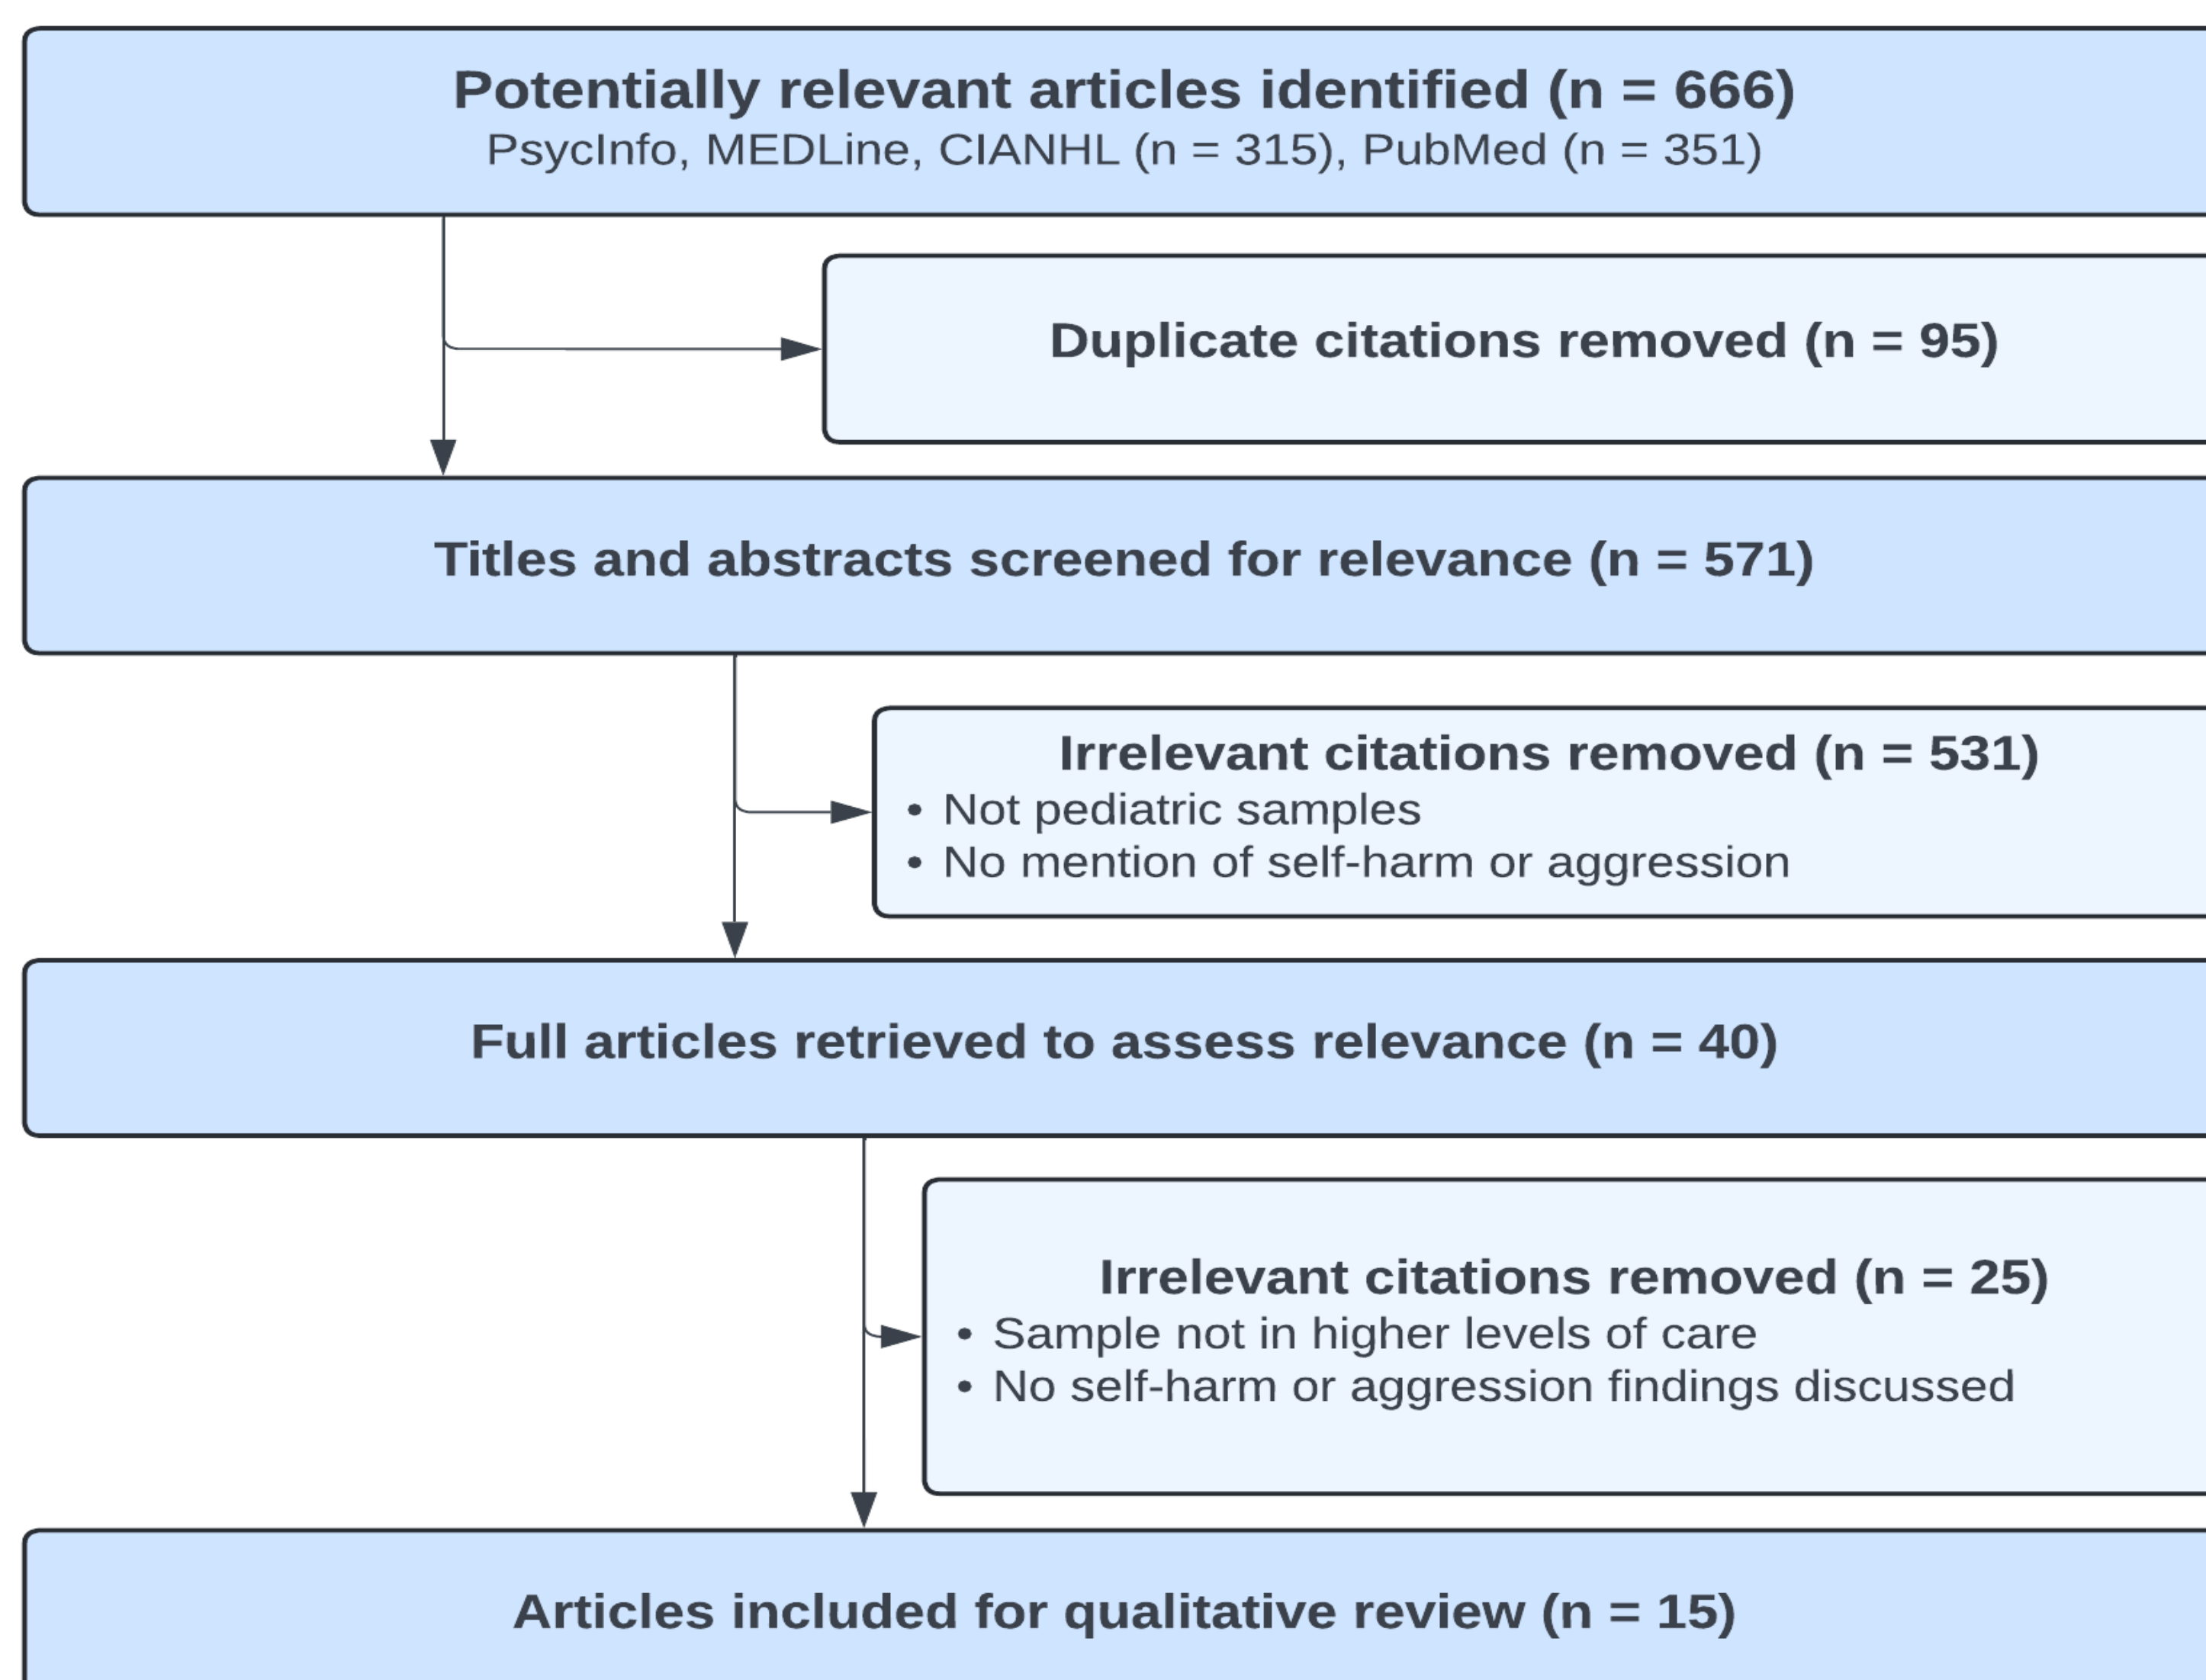 Potentially relevant articles identified (n = 666)
PsycInfo, MEDLine, CIANHL (n = 315), PubMed (n = 351)
Duplicate citations removed (n = 95)
Titles and abstracts screened for relevance (n = 571)
Irrelevant citations removed (n = 531)
• Not pediatric samples
• No mention of self-harm or aggression
Full articles retrieved to assess relevance (n = 40)
Irrelevant citations removed (n = 25)
• Sample not in higher levels of care
• No self-harm or aggression findings discussed
Articles included for qualitative review (n = 15)